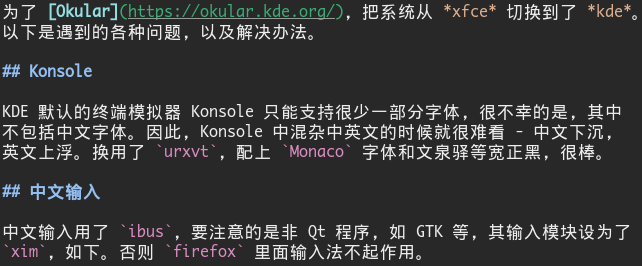 为了 [Okular](https://okular.kde.org/)，把系统从 *xfce* 切换到了 *kde*。
以下是遇到的各种问题，以及解决办法。
## Konsole
KDE 默认的终端模拟器 Konsole 只能支持很少一部分字体，很不幸的是，其中
不包括中文字体。因此，Konsole 中混杂中英文的时候就很难看 - 中文下沉，
英文上浮。换用了 `urxvt`，配上 `Monaco` 字体和文泉驿等宽正黑，很棒。
## 中文输入
中文输入用了 `ibus`，要注意的是非 Qt 程序，如 GTK 等，其输入模块设为了
`xim`，如下。否则 `firefox` 里面输入法不起作用。